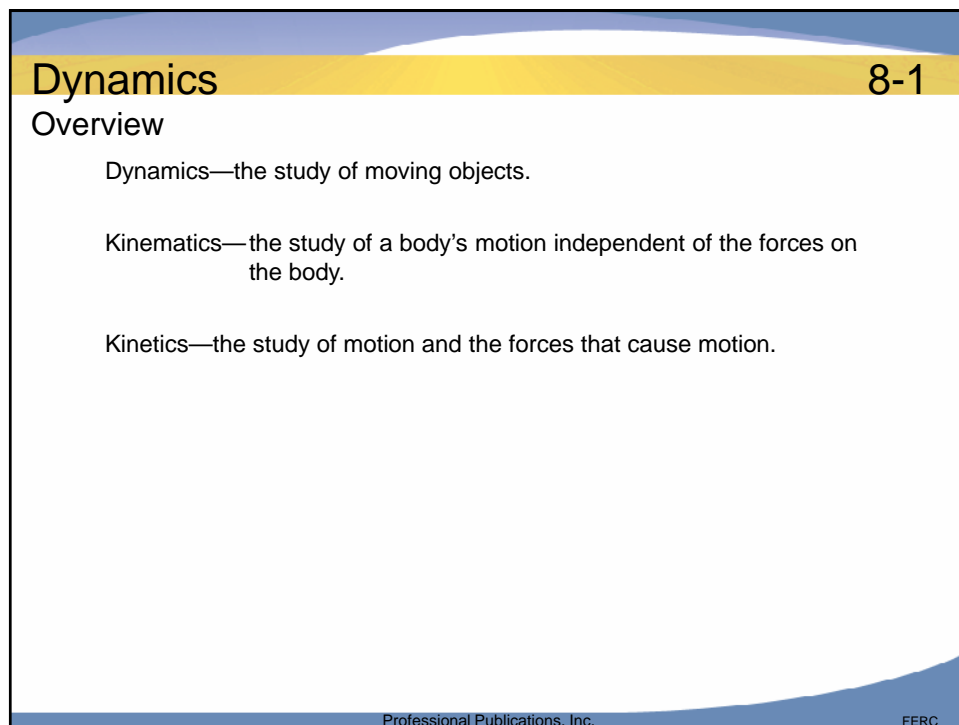 Dynamics 8-1
Overview
Dynamics—the study of moving objects.
Kinematics—the study of a body's motion independent of the forces on
the body.
Kinetics—the study of motion and the forces that cause motion.
Professional Publications, Inc. FERC